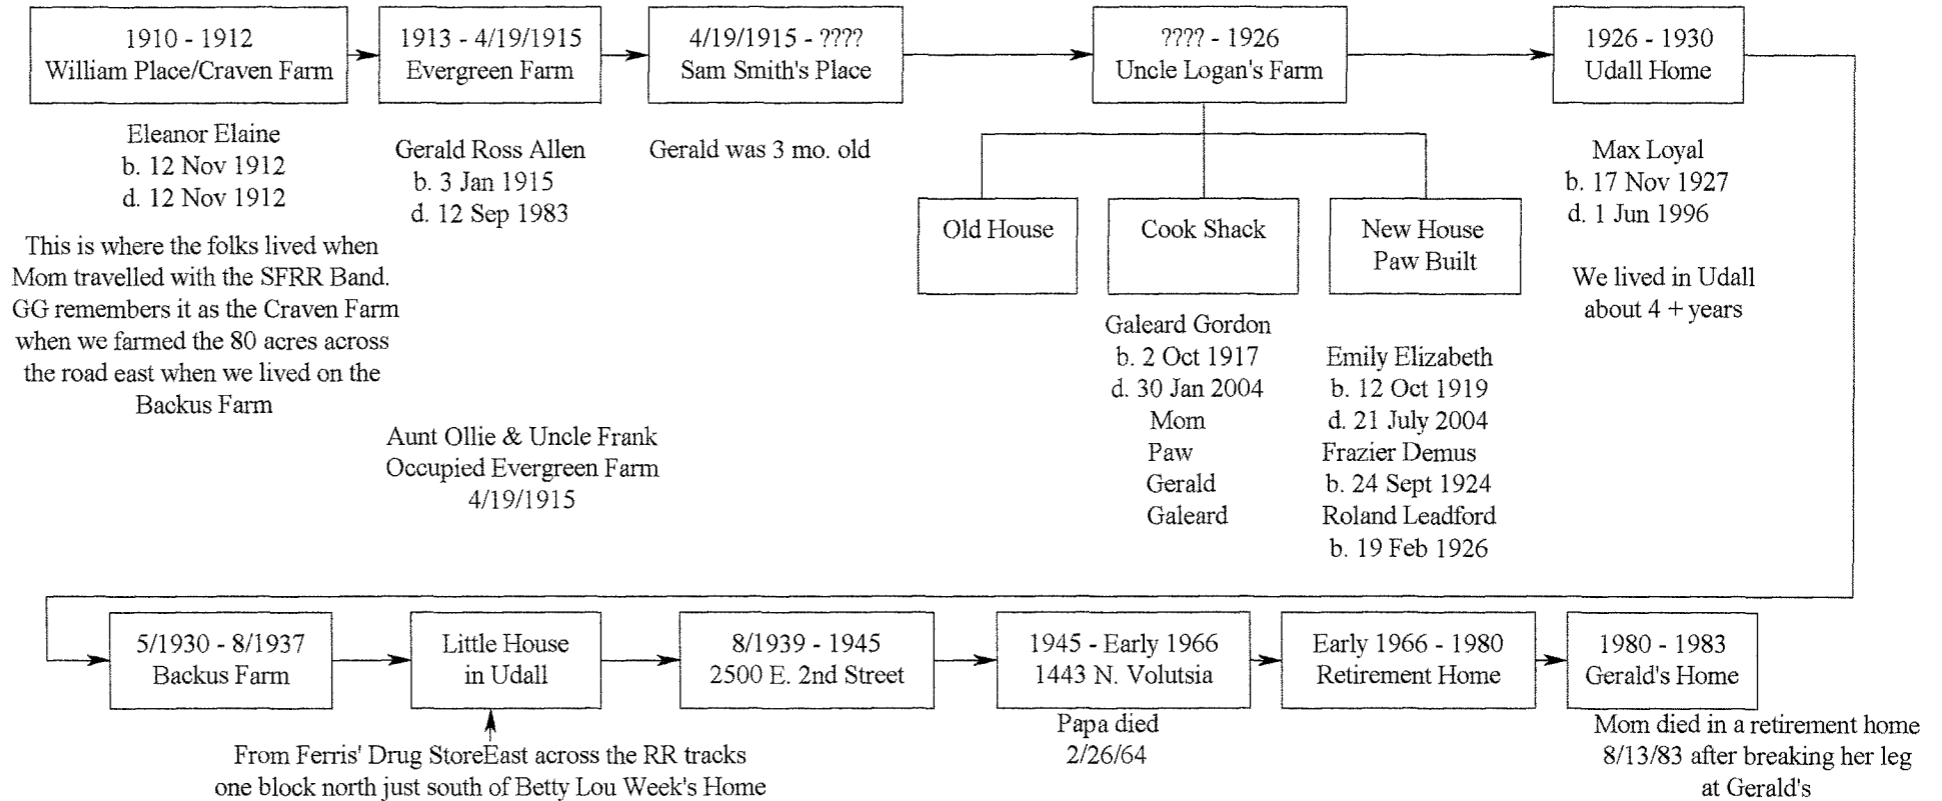 1910 - 1912
William Place/Craven Farm
1913 - 4/19/1915
Evergreen Farm
4/19/1915 - ????
Sam Smith's Place
???? - 1926
Uncle Logan's Farm
1926 - 1930
Udall Home
Eleanor Elaine
b. 12 Nov 1912
d. 12 Nov 1912
This is where the folks lived when
Mom travelled with the SFRR Band.
GG remembers it as the Craven Farm
when we farmed the 80 acres across
the road east when we lived on the
Backus Farm
Gerald Ross Allen
b. 3 Jan 1915
d. 12 Sep 1983
Aunt Ollie & Uncle Frank
Occupied Evergreen Farm
4/19/1915
Gerald was 3 mo. old
Old House
Cook Shack
New House
Paw Built
Galeard Gordon
b. 2 Oct 1917
d. 30 Jan 2004
Mom
Paw
Gerald
Galeard
Emily Elizabeth
b. 12 Oct 1919
d. 21 July 2004
Frazier Demus
b. 24 Sept 1924
Roland Leadford
b. 19 Feb 1926
Max Loyal
b. 17 Nov 1927
d. 1 Jun 1996
We lived in Udall
about 4 + years
5/1930 - 8/1937
Backus Farm
Little House
in Udall
8/1939 - 1945
2500 E. 2nd Street
1945 - Early 1966
1443 N. Volutsia
Early 1966 - 1980
Retirement Home
1980 - 1983
Gerald's Home
From Ferris' Drug StoreEast across the RR tracks
one block north just south of Betty Lou Week's Home
Papa died
2/26/64
Mom died in a retirement home
8/13/83 after breaking her leg
at Gerald's